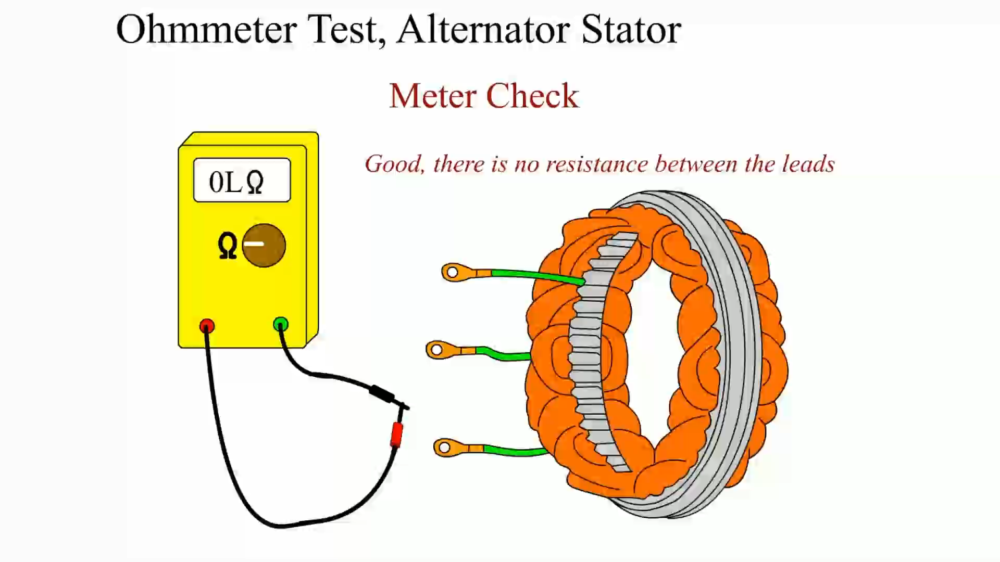 Ohmmeter Test, Alternator Stator
Meter Check
Good, there is no resistance between the leads
0L Ω
Ω